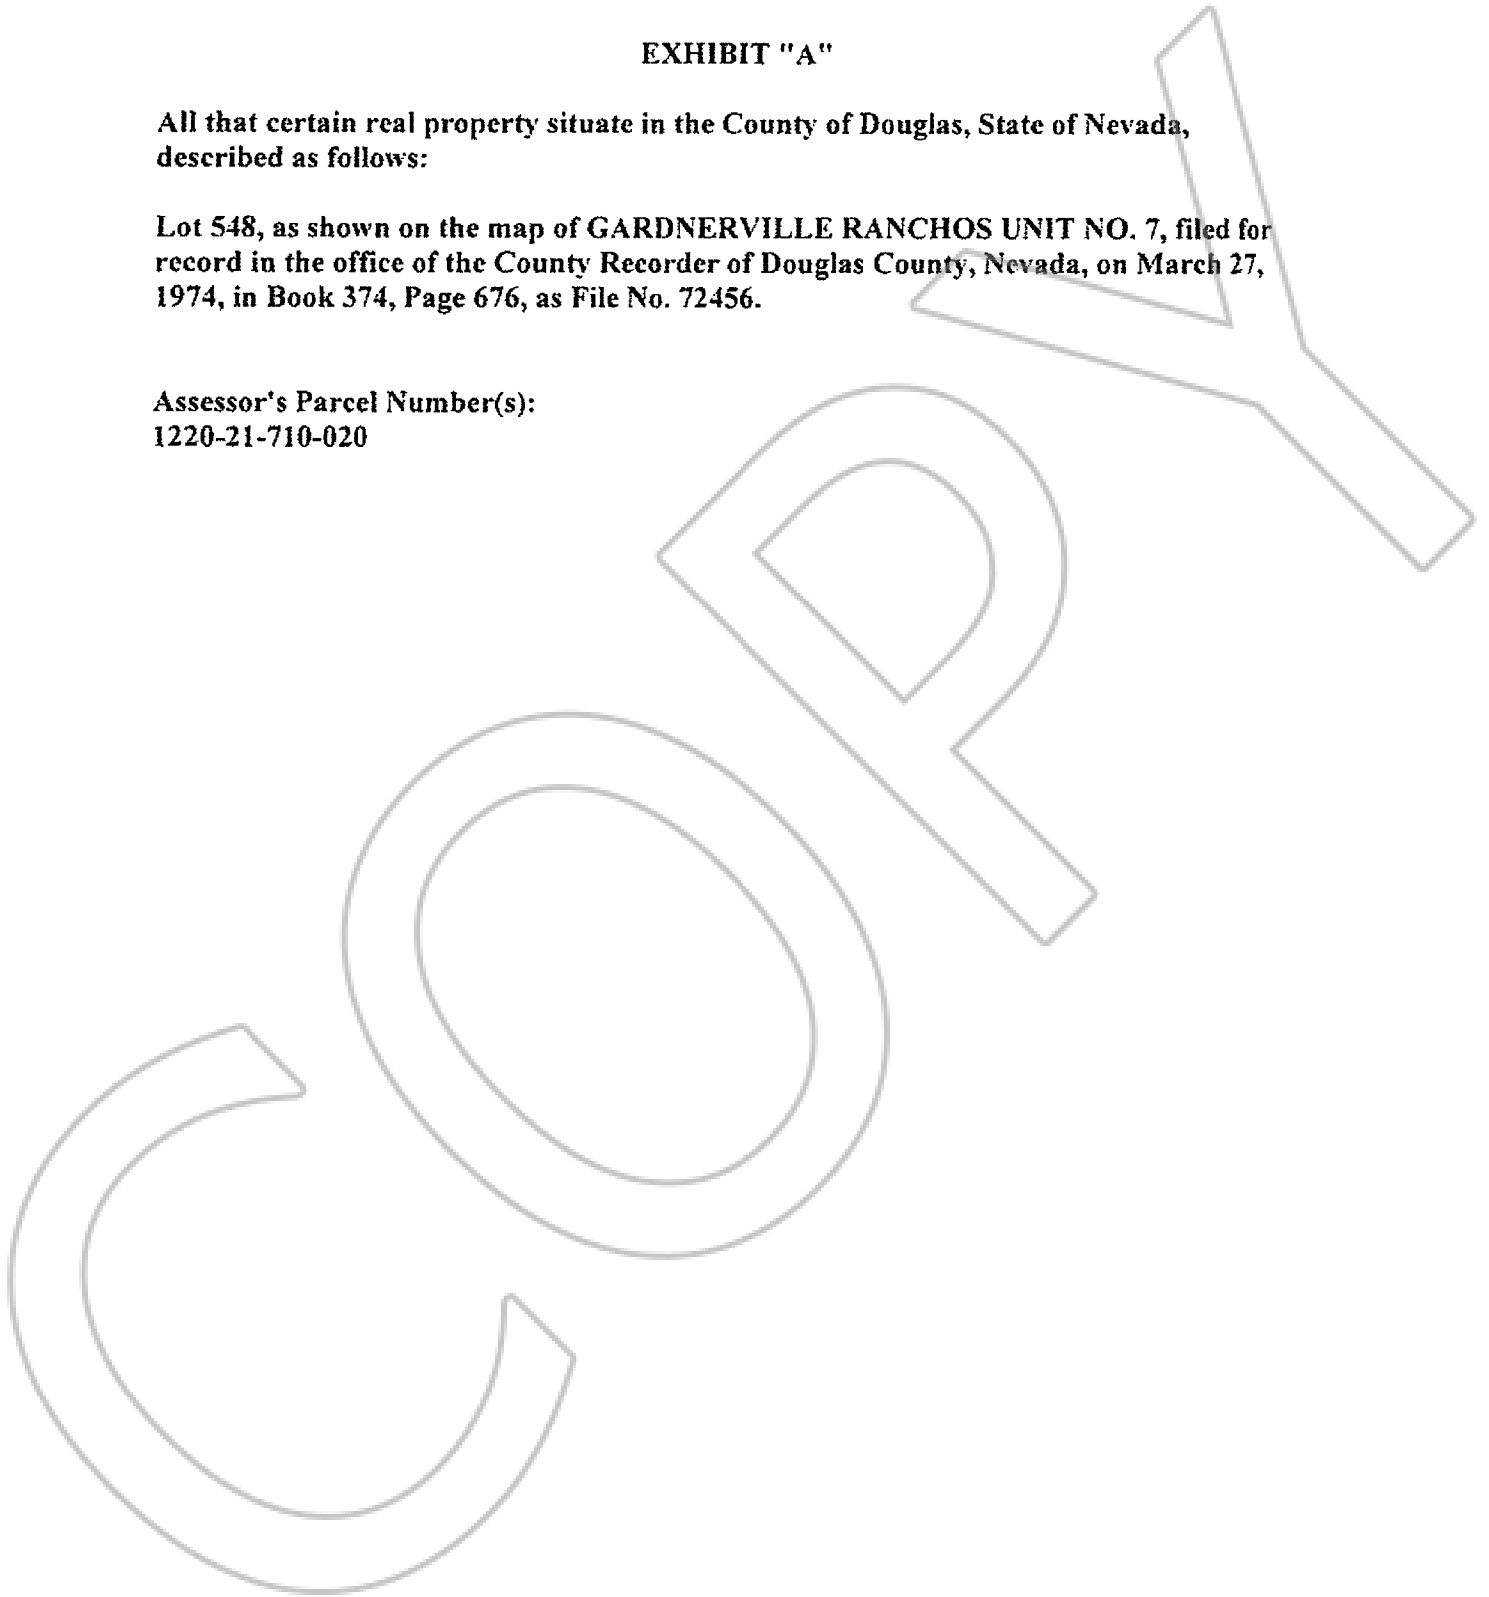 EXHIBIT "A"
All that certain real property situate in the County of Douglas, State of Nevada,
described as follows:
Lot 548, as shown on the map of GARDNERVILLE RANCHOS UNIT NO. 7, filed for
record in the office of the County Recorder of Douglas County, Nevada, on March 27,
1974, in Book 374, Page 676, as File No. 72456.
Assessor's Parcel Number(s):
1220-21-710-020
COPY